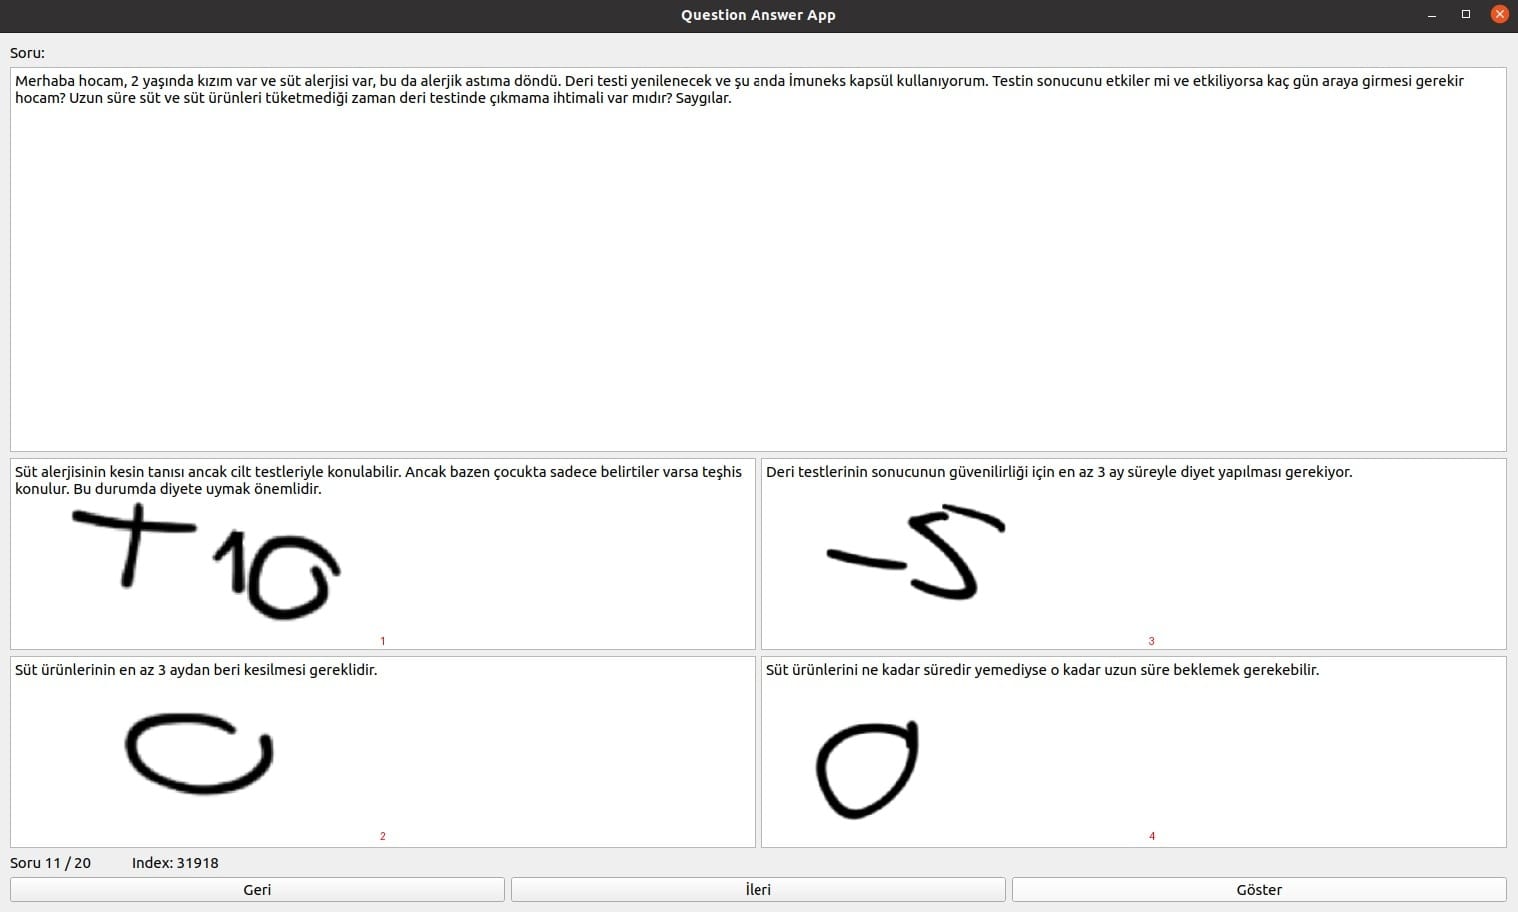 Question Answer App
Soru:
Merhaba hocam, 2 yaşında kızım var ve süt alerjisi var, bu da alerjik astıma döndü. Deri testi yenilenecek ve şu anda İmuneks kapsül kullanıyorum. Testin sonucunu etkiler mi ve etkiliyorsa kaç gün araya girmesi gerekir
hocam? Uzun süre süt ve süt ürünleri tüketmediği zaman deri testinde çıkmama ihtimali var mıdır? Saygılar.
Süt alerjisinin kesin tanısı ancak cilt testleriyle konulabilir. Ancak bazen çocukta sadece belirtiler varsa teşhis
konulur. Bu durumda diyete uymak önemlidir.
+10
1
Deri testlerinin sonucunun güvenilirliği için en az 3 ay süreyle diyet yapılması gerekiyor.
-5
3
Süt ürünlerinin en az 3 aydan beri kesilmesi gereklidir.
0
2
Süt ürünlerini ne kadar süredir yemediyse o kadar uzun süre beklemek gerekebilir.
0
4
Soru 11 / 20 Index: 31918
Geri İleri Göster